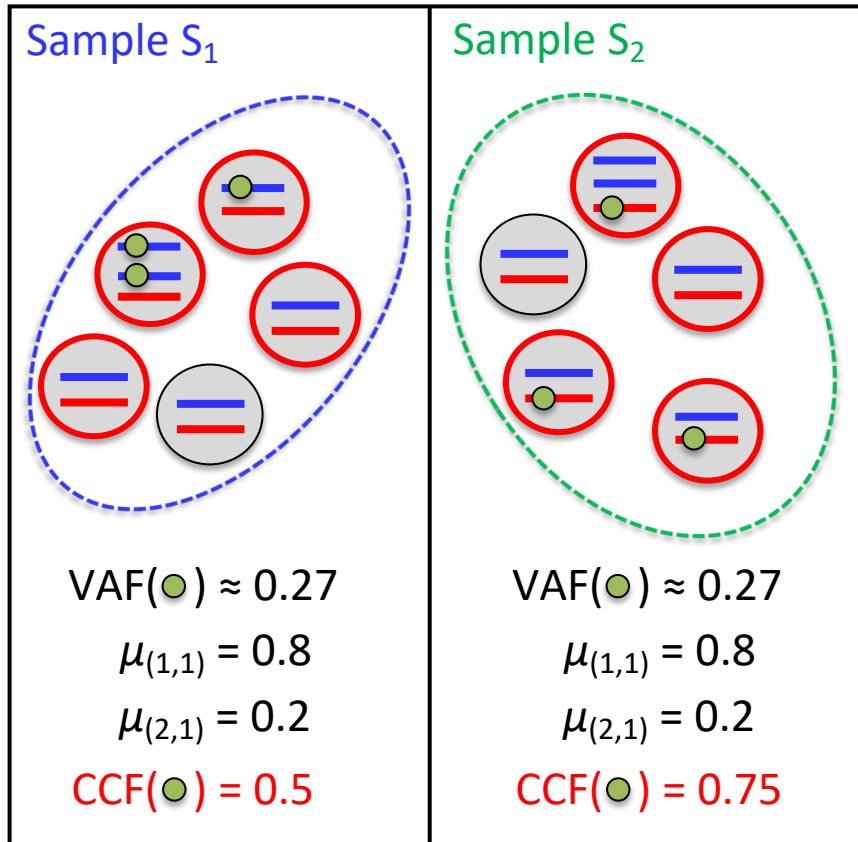 Sample S₁
VAF(●) ≈ 0.27
μ₍₁,₁₎ = 0.8
μ₍₂,₁₎ = 0.2
CCF(●) = 0.5
Sample S₂
VAF(●) ≈ 0.27
μ₍₁,₁₎ = 0.8
μ₍₂,₁₎ = 0.2
CCF(●) = 0.75